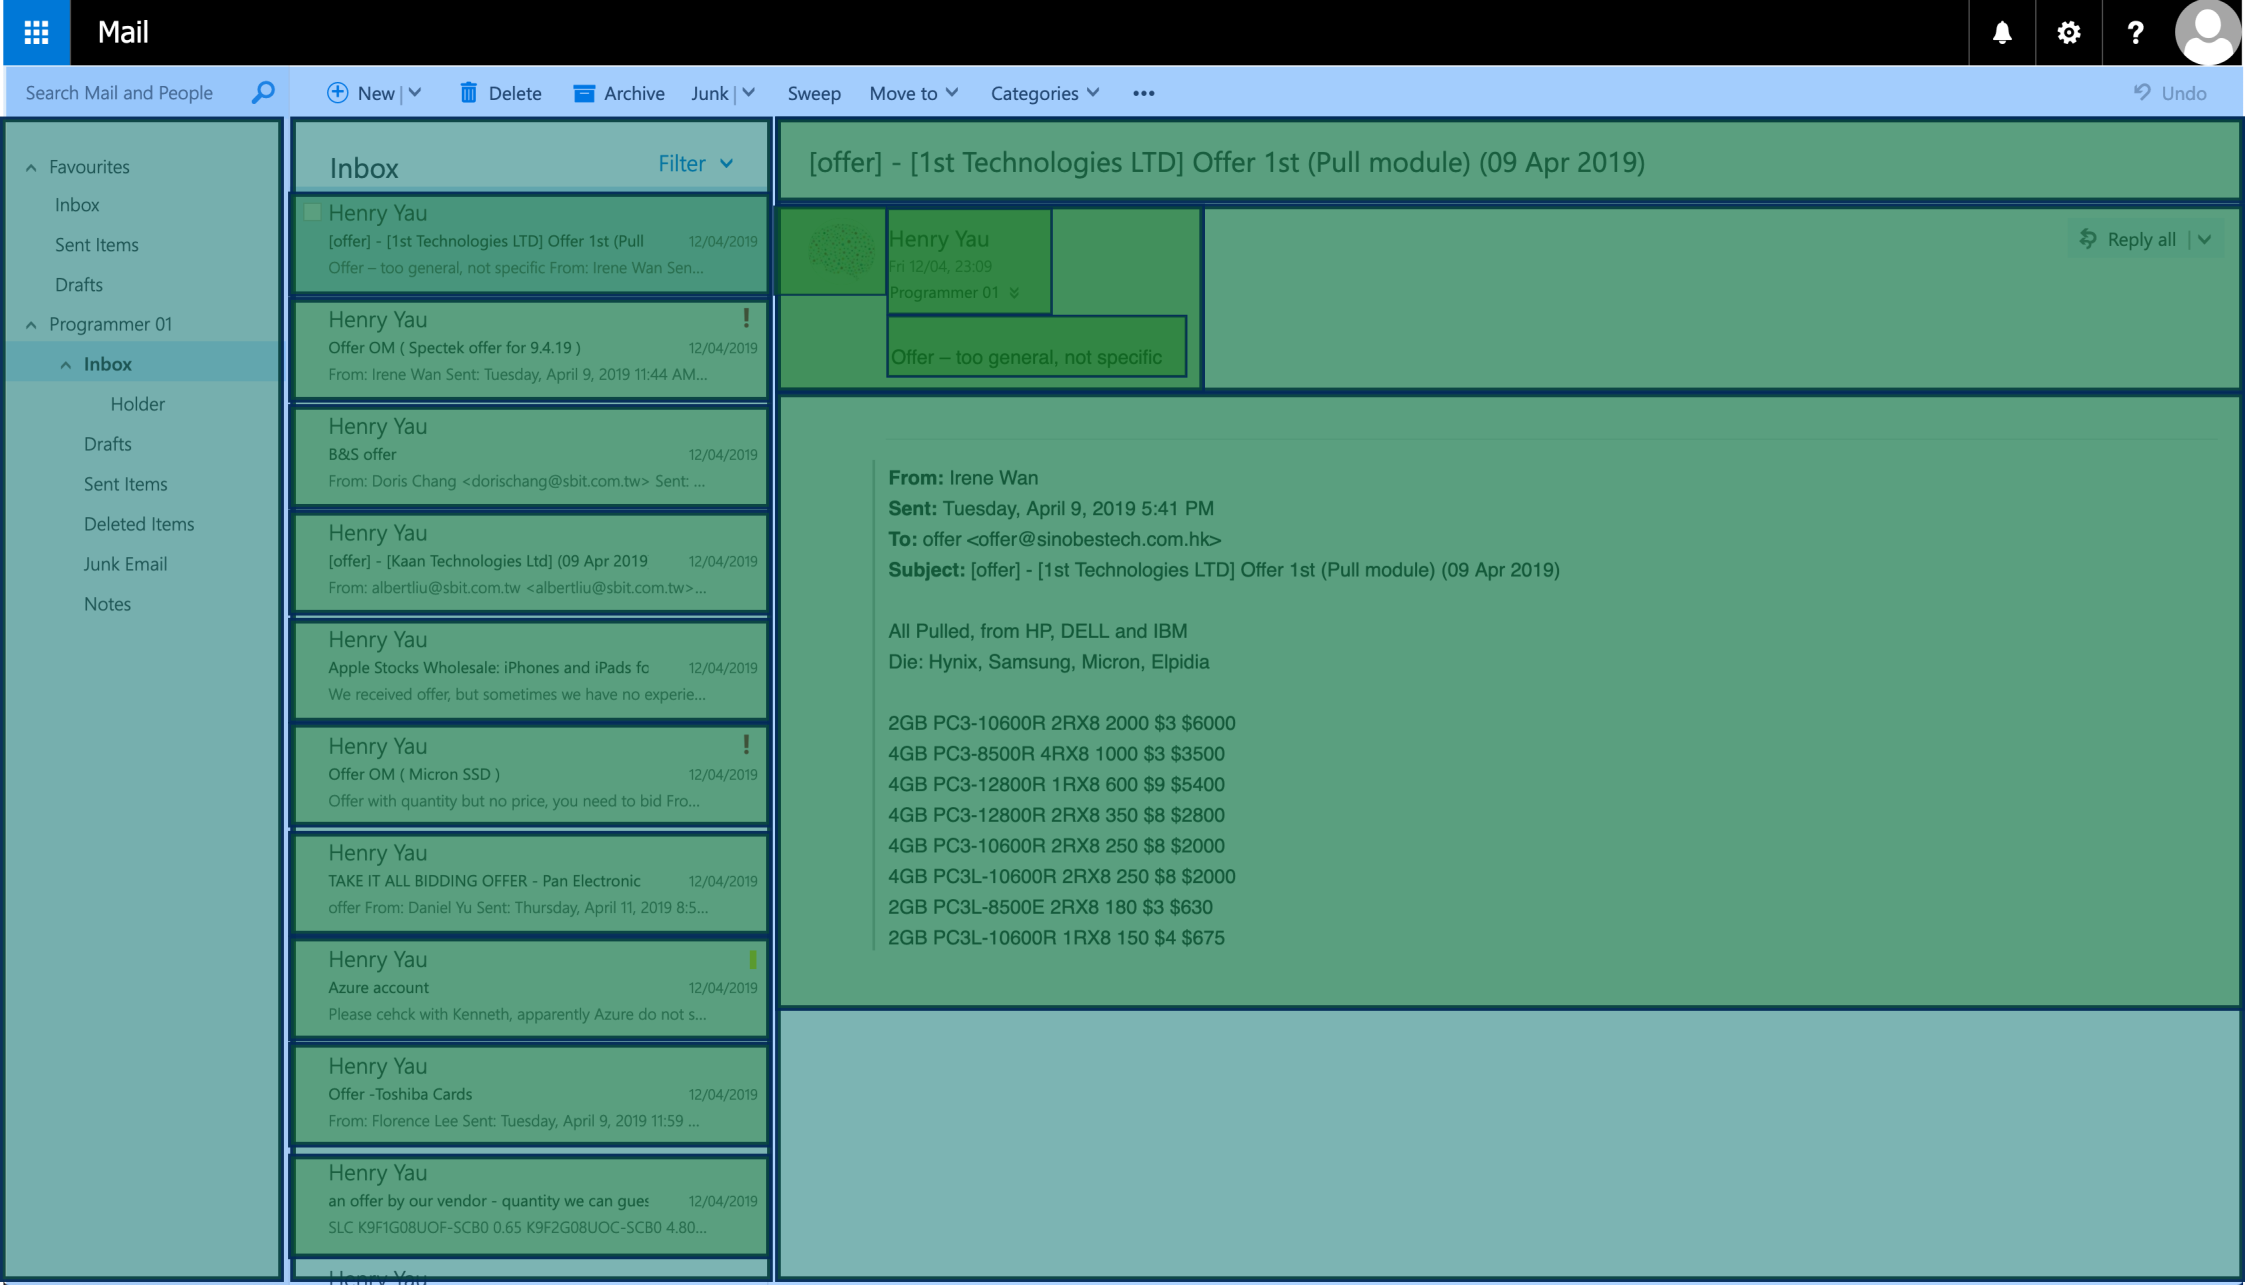 Mail
Search Mail and People
New
Delete
Archive
Junk
Sweep
Move to
Categories
Undo
Favourites
Inbox
Sent Items
Drafts
Programmer 01
Inbox
Holder
Drafts
Sent Items
Deleted Items
Junk Email
Notes
Inbox
Filter
Henry Yau
[offer] - [1st Technologies LTD] Offer 1st (Pull 12/04/2019
Offer – too general, not specific From: Irene Wan Sen...
Henry Yau !
Offer OM ( Spectek offer for 9.4.19 ) 12/04/2019
From: Irene Wan Sent: Tuesday, April 9, 2019 11:44 AM...
Henry Yau
B&S offer 12/04/2019
From: Doris Chang <dorischang@sbit.com.tw> Sent: ...
Henry Yau
[offer] - [Kaan Technologies Ltd] (09 Apr 2019 12/04/2019
From: albertliu@sbit.com.tw <albertliu@sbit.com.tw>...
Henry Yau
Apple Stocks Wholesale: iPhones and iPads fo 12/04/2019
We received offer, but sometimes we have no experie...
Henry Yau !
Offer OM ( Micron SSD ) 12/04/2019
Offer with quantity but no price, you need to bid Fro...
Henry Yau
TAKE IT ALL BIDDING OFFER - Pan Electronic 12/04/2019
offer From: Daniel Yu Sent: Thursday, April 11, 2019 8:5...
Henry Yau
Azure account 12/04/2019
Please cehck with Kenneth, apparently Azure do not s...
Henry Yau
Offer -Toshiba Cards 12/04/2019
From: Florence Lee Sent: Tuesday, April 9, 2019 11:59 ...
Henry Yau
an offer by our vendor - quantity we can gues 12/04/2019
SLC K9F1G08UOF-SCB0 0.65 K9F2G08UOC-SCB0 4.80...
Henry Yau
[offer] - [1st Technologies LTD] Offer 1st (Pull module) (09 Apr 2019)
Henry Yau
Fri 12/04, 23:09
Programmer 01
Reply all
Offer – too general, not specific
From: Irene Wan
Sent: Tuesday, April 9, 2019 5:41 PM
To: offer <offer@sinobestech.com.hk>
Subject: [offer] - [1st Technologies LTD] Offer 1st (Pull module) (09 Apr 2019)
All Pulled, from HP, DELL and IBM
Die: Hynix, Samsung, Micron, Elpidia
2GB PC3-10600R 2RX8 2000 $3 $6000
4GB PC3-8500R 4RX8 1000 $3 $3500
4GB PC3-12800R 1RX8 600 $9 $5400
4GB PC3-12800R 2RX8 350 $8 $2800
4GB PC3-10600R 2RX8 250 $8 $2000
4GB PC3L-10600R 2RX8 250 $8 $2000
2GB PC3L-8500E 2RX8 180 $3 $630
2GB PC3L-10600R 1RX8 150 $4 $675